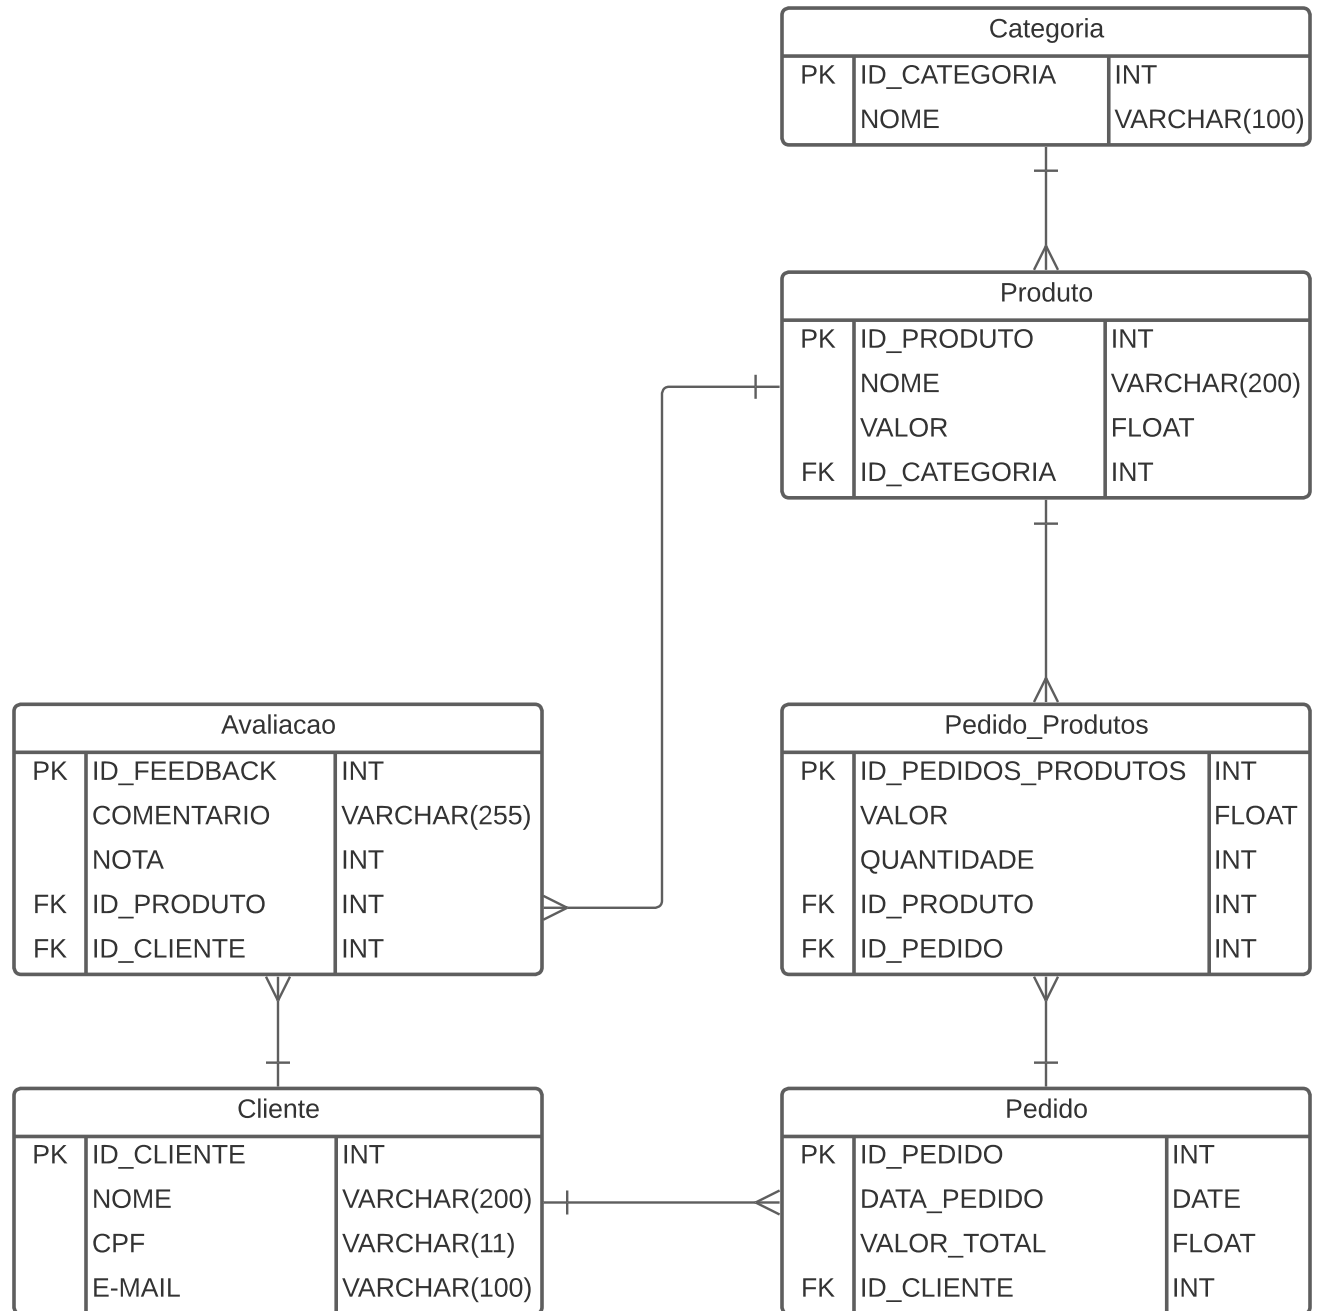 Categoria
PK ID_CATEGORIA INT
NOME VARCHAR(100)
Produto
PK ID_PRODUTO INT
NOME VARCHAR(200)
VALOR FLOAT
FK ID_CATEGORIA INT
Avaliacao
PK ID_FEEDBACK INT
COMENTARIO VARCHAR(255)
NOTA INT
FK ID_PRODUTO INT
FK ID_CLIENTE INT
Pedido_Produtos
PK ID_PEDIDOS_PRODUTOS INT
VALOR FLOAT
QUANTIDADE INT
FK ID_PRODUTO INT
FK ID_PEDIDO INT
Cliente
PK ID_CLIENTE INT
NOME VARCHAR(200)
CPF VARCHAR(11)
E-MAIL VARCHAR(100)
Pedido
PK ID_PEDIDO INT
DATA_PEDIDO DATE
VALOR_TOTAL FLOAT
FK ID_CLIENTE INT